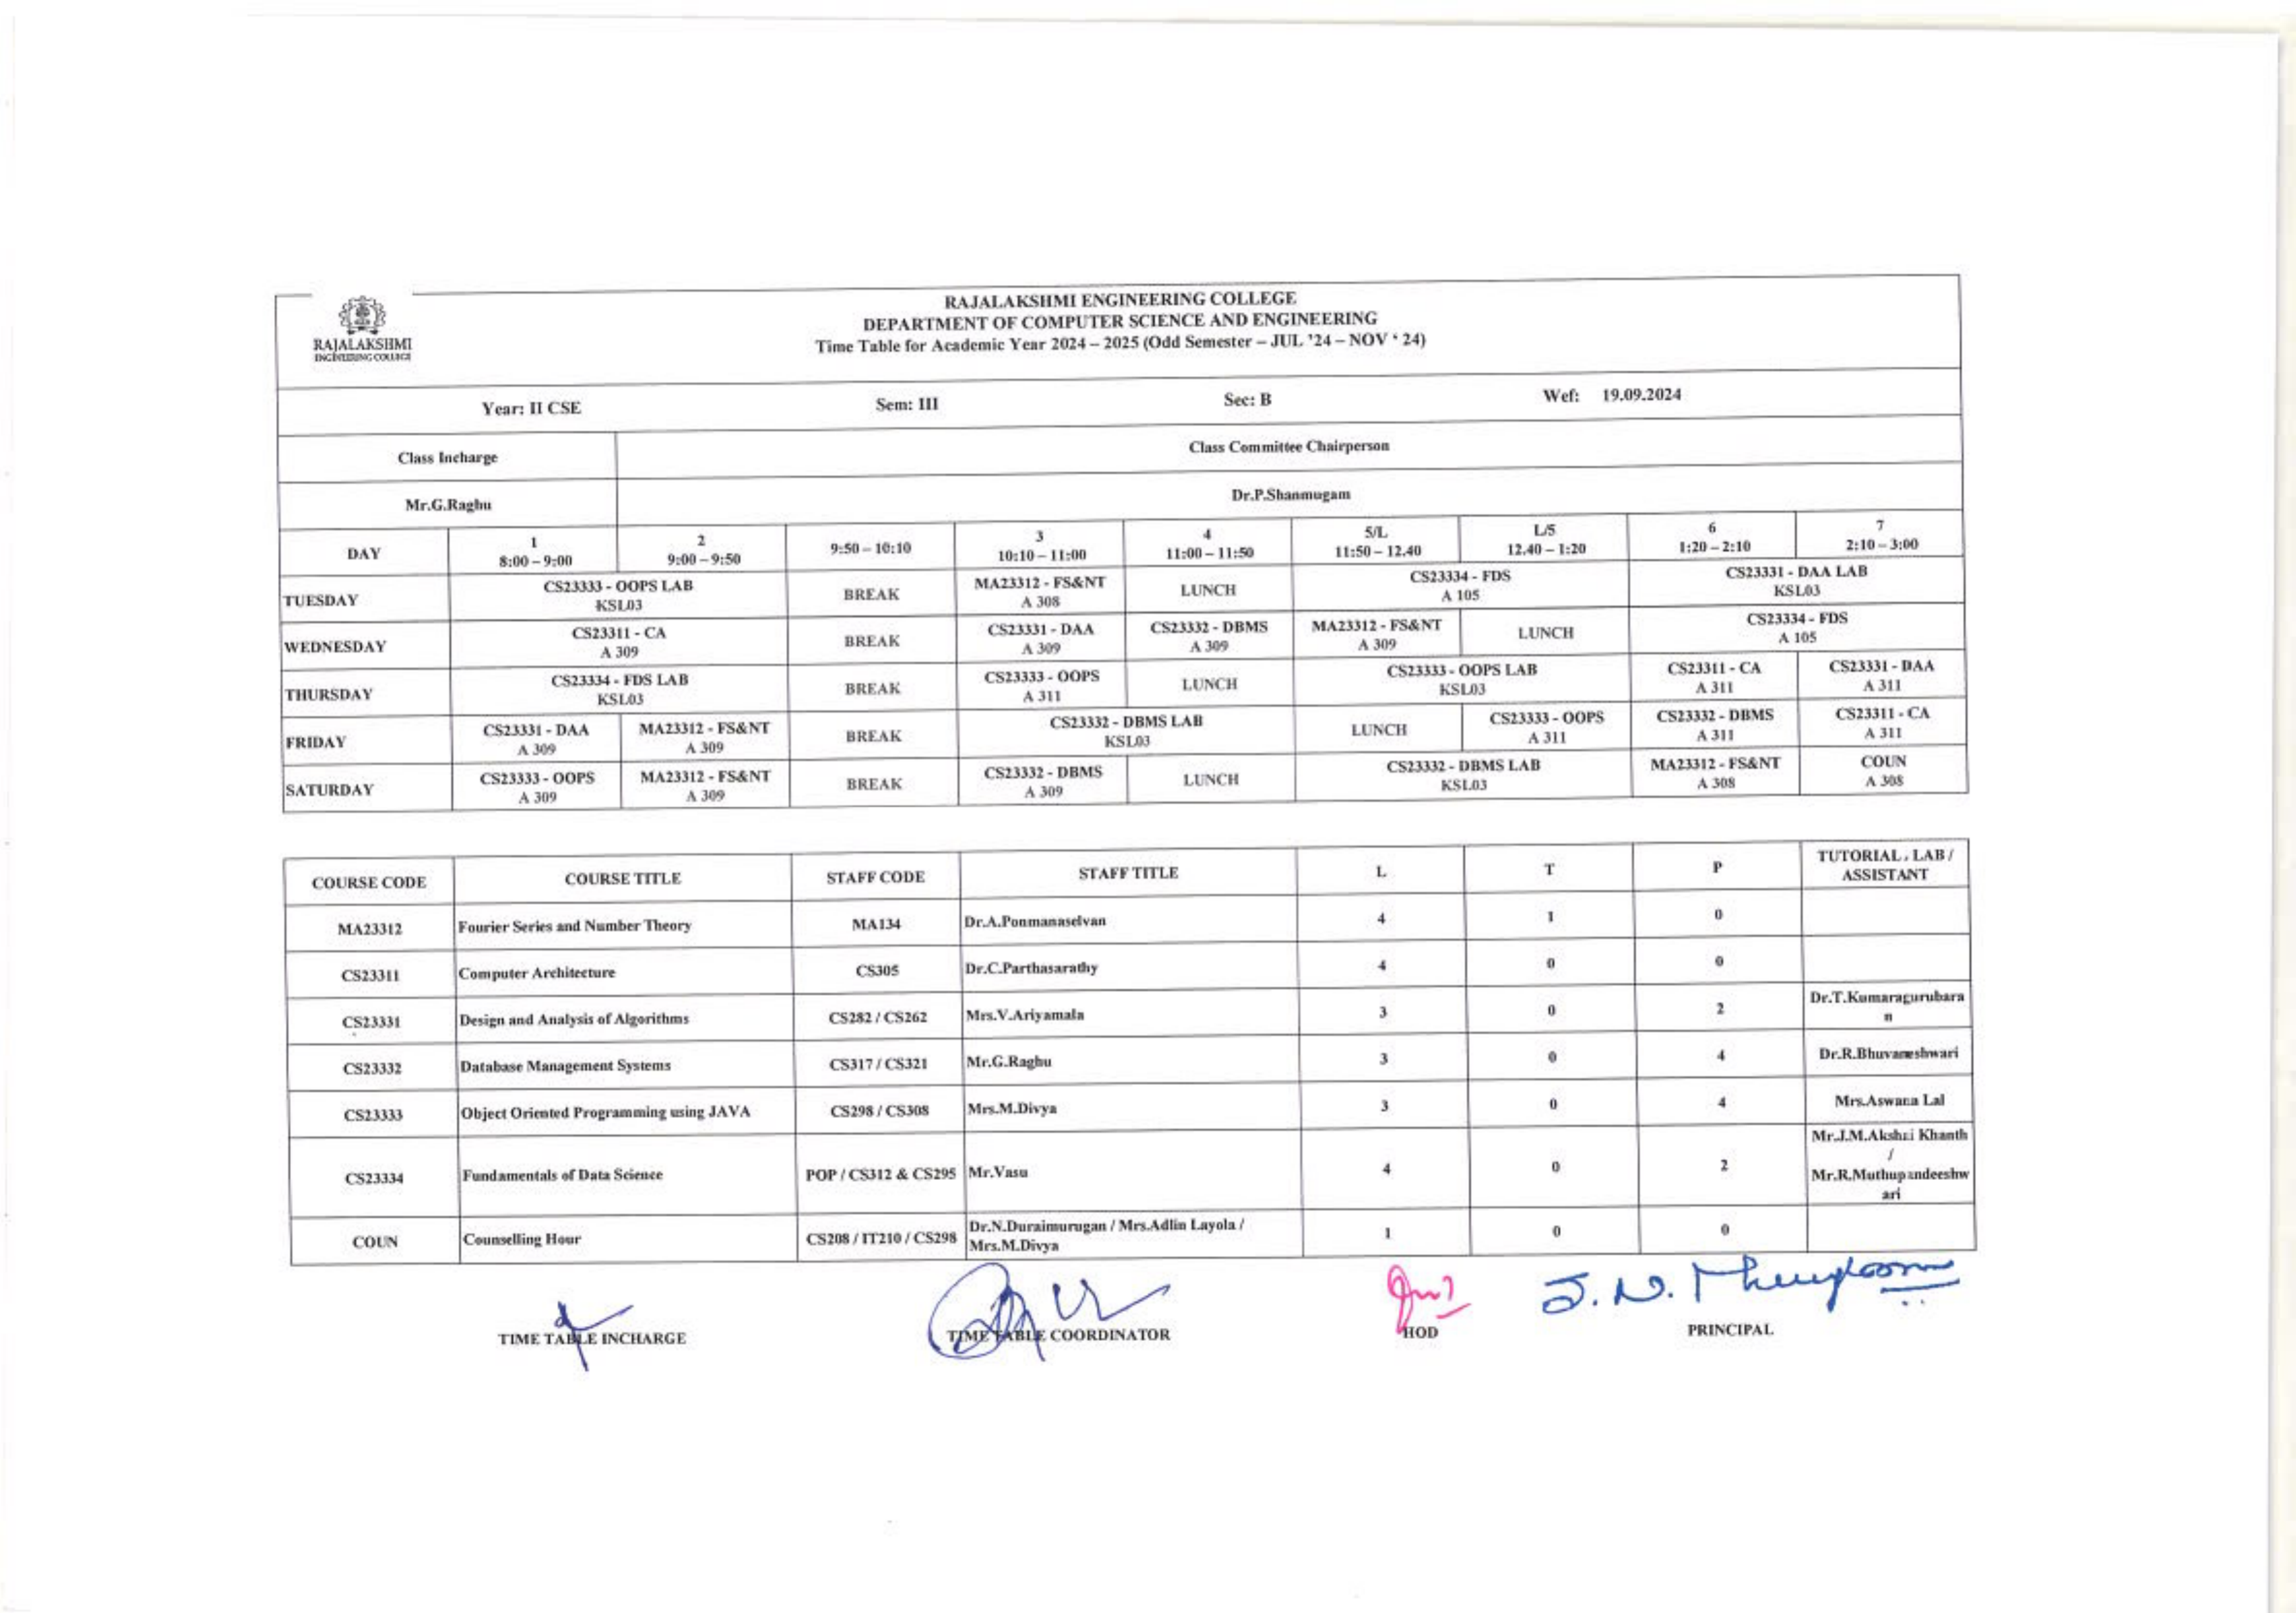 RAJALAKSHMI
ENGINEERING COLLEGE
RAJALAKSHMI ENGINEERING COLLEGE
DEPARTMENT OF COMPUTER SCIENCE AND ENGINEERING
Time Table for Academic Year 2024 – 2025 (Odd Semester – JUL '24 – NOV ' 24)
Year: II CSE Sem: III Sec: B Wef: 19.09.2024
Class Incharge Class Committee Chairperson
Mr.G.Raghu Dr.P.Shanmugam
DAY 1 2 9:50 – 10:10 3 4 5/L L/5 6 7
8:00 – 9:00 9:00 – 9:50 10:10 – 11:00 11:00 – 11:50 11:50 – 12.40 12.40 – 1:20 1:20 – 2:10 2:10 – 3:00
TUESDAY CS23333 - OOPS LAB BREAK MA23312 - FS&NT LUNCH CS23334 - FDS CS23331 - DAA LAB
KSL03 A 308 A 105 KSL03
WEDNESDAY CS23311 - CA BREAK CS23331 - DAA CS23332 - DBMS MA23312 - FS&NT LUNCH CS23334 - FDS
A 309 A 309 A 309 A 309 A 105
THURSDAY CS23334 - FDS LAB BREAK CS23333 - OOPS LUNCH CS23333 - OOPS LAB CS23311 - CA CS23331 - DAA
KSL03 A 311 KSL03 A 311 A 311
FRIDAY CS23331 - DAA MA23312 - FS&NT BREAK CS23332 - DBMS LAB LUNCH CS23333 - OOPS CS23332 - DBMS CS23311 - CA
A 309 A 309 KSL03 A 311 A 311 A 311
SATURDAY CS23333 - OOPS MA23312 - FS&NT BREAK CS23332 - DBMS LUNCH CS23332 - DBMS LAB MA23312 - FS&NT COUN
A 309 A 309 A 309 KSL03 A 308 A 308
COURSE CODE COURSE TITLE STAFF CODE STAFF TITLE L T P TUTORIAL, LAB /
ASSISTANT
MA23312 Fourier Series and Number Theory MA134 Dr.A.Ponmanaselvan 4 1 0
CS23311 Computer Architecture CS305 Dr.C.Parthasarathy 4 0 0
CS23331 Design and Analysis of Algorithms CS282 / CS262 Mrs.V.Ariyamala 3 0 2 Dr.T.Kumaragurubara
n
CS23332 Database Management Systems CS317 / CS321 Mr.G.Raghu 3 0 4 Dr.R.Bhuvaneshwari
CS23333 Object Oriented Programming using JAVA CS298 / CS308 Mrs.M.Divya 3 0 4 Mrs.Aswana Lal
CS23334 Fundamentals of Data Science POP / CS312 & CS295 Mr.Vasu 4 0 2 Mr.J.M.Akshai Khanth
/
Mr.R.Muthupandeeshw
ari
COUN Counselling Hour CS208 / IT210 / CS298 Dr.N.Duraimurugan / Mrs.Adlin Layola / 1 0 0
Mrs.M.Divya
TIME TABLE INCHARGE TIME TABLE COORDINATOR HOD PRINCIPAL